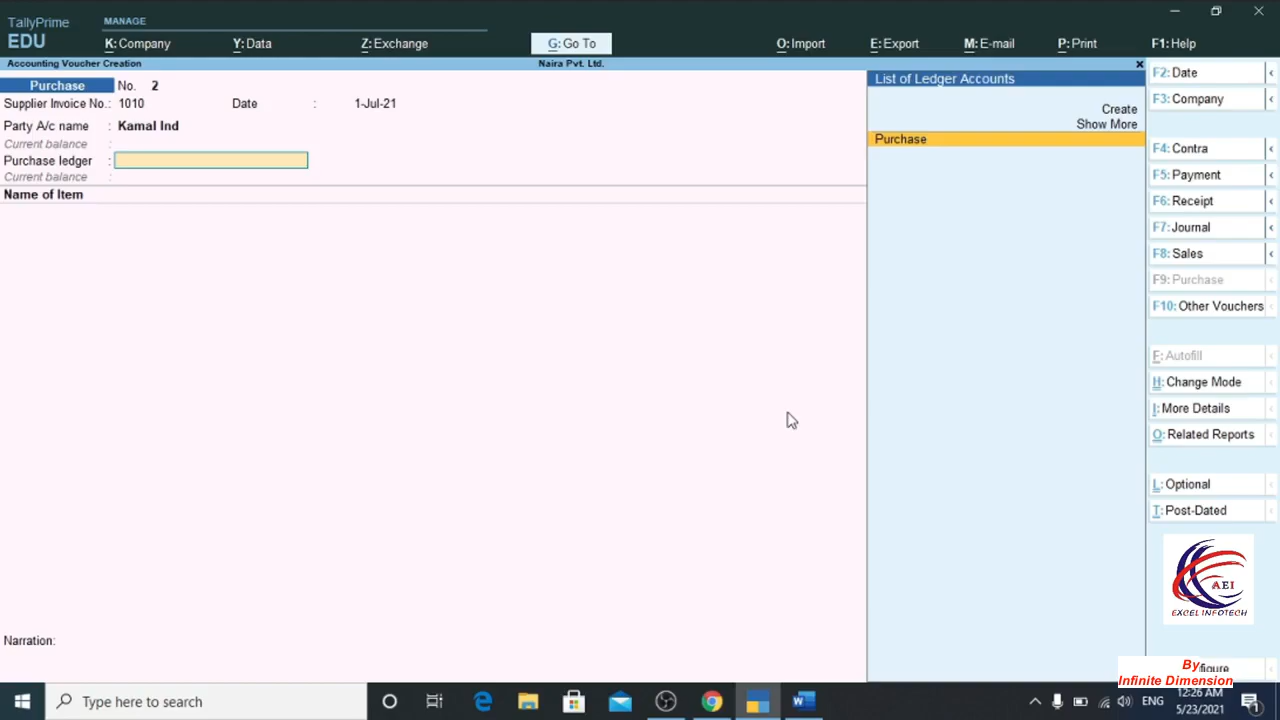 TallyPrime
EDU
MANAGE
K: Company
Y: Data
Z: Exchange
G: Go To
O: Import
E: Export
M: E-mail
P: Print
F1: Help
Accounting Voucher Creation
Naira Pvt. Ltd.
Purchase No. 2
Supplier Invoice No.: 1010 Date : 1-Jul-21
Party A/c name : Kamal Ind
Current balance :
Purchase ledger :
Current balance :
Name of Item
Narration:
List of Ledger Accounts
Create
Show More
Purchase
F2: Date
F3: Company
F4: Contra
F5: Payment
F6: Receipt
F7: Journal
F8: Sales
F9: Purchase
F10: Other Vouchers
F: Autofill
H: Change Mode
I: More Details
O: Related Reports
L: Optional
T: Post-Dated
AEI
EXCEL INFOTECH
By
Infinite Dimension
Type here to search
ENG
12:26 AM
5/23/2021
1